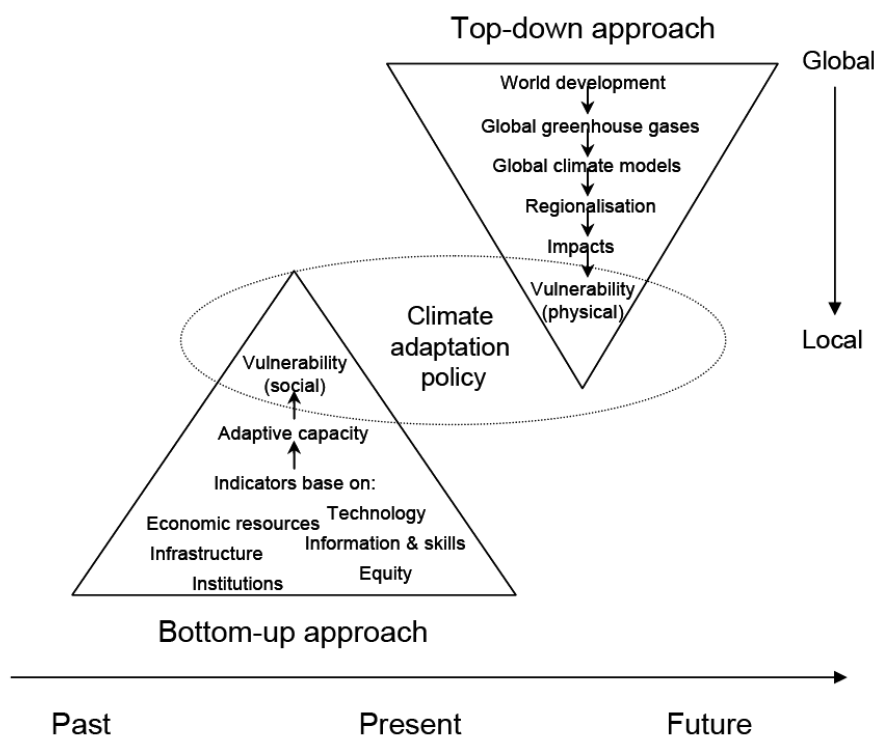 Top-down approach
Global
World development
Global greenhouse gases
Global climate models
Regionalisation
Impacts
Vulnerability
(physical)
Local
Climate
adaptation
policy
Vulnerability
(social)
Adaptive capacity
Indicators base on:
Economic resources
Technology
Infrastructure
Information & skills
Institutions
Equity
Bottom-up approach
Past
Present
Future